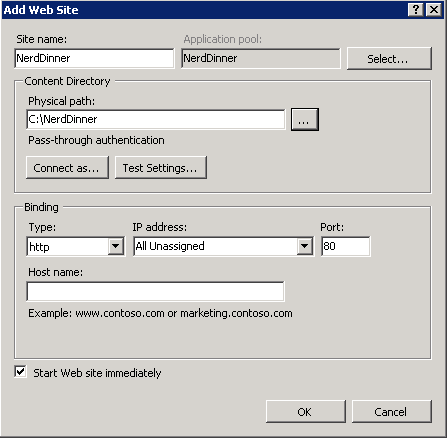 Add Web Site
Site name:
Application pool:
NerdDinner
NerdDinner
Select...
Content Directory
Physical path:
C:\NerdDinner
...
Pass-through authentication
Connect as...
Test Settings...
Binding
Type:
IP address:
Port:
http
All Unassigned
80
Host name:
Example: www.contoso.com or marketing.contoso.com
Start Web site immediately
OK
Cancel